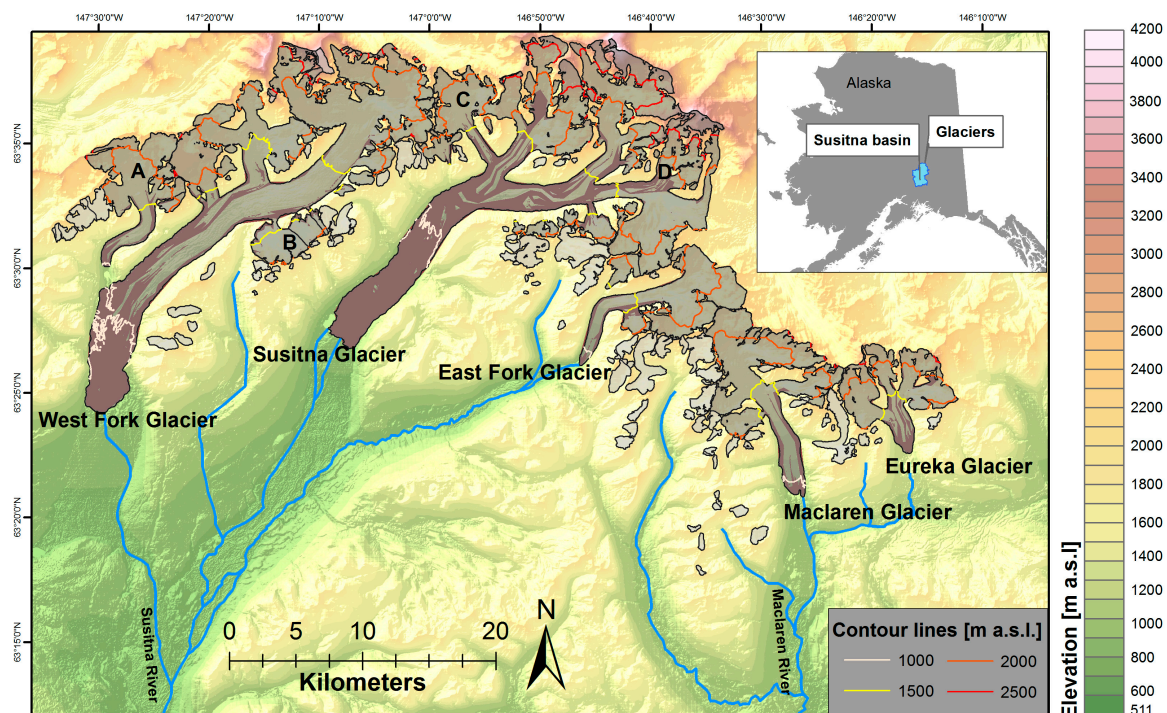 147°30'0"W
147°20'0"W
147°10'0"W
147°0'0"W
146°50'0"W
146°40'0"W
146°30'0"W
146°20'0"W
146°10'0"W
63°35'0"N
63°30'0"N
63°25'0"N
63°20'0"N
63°15'0"N
A
B
C
D
Alaska
Susitna basin
Glaciers
Susitna Glacier
East Fork Glacier
West Fork Glacier
Eureka Glacier
Maclaren Glacier
Susitna River
Maclaren River
0 5 10 20
Kilometers
N
Contour lines [m a.s.l.]
1000 2000
1500 2500
Elevation [m a.s.l]
4200
4000
3800
3600
3400
3200
3000
2800
2600
2400
2200
2000
1800
1600
1400
1200
1000
800
600
511